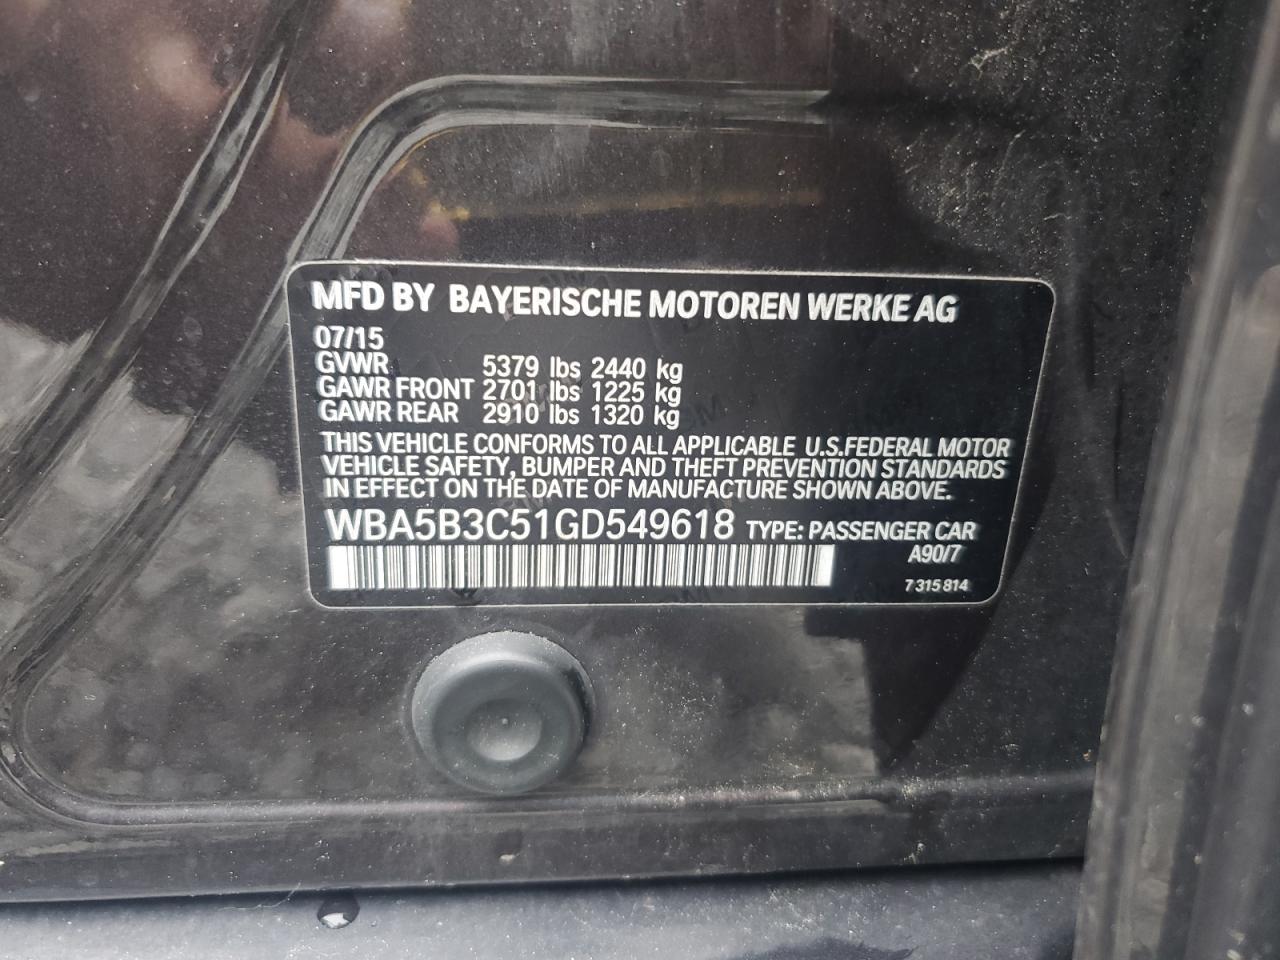 MFD BY BAYERISCHE MOTOREN WERKE AG
07/15
GVWR 5379 lbs 2440 kg
GAWR FRONT 2701 lbs 1225 kg
GAWR REAR 2910 lbs 1320 kg
THIS VEHICLE CONFORMS TO ALL APPLICABLE U.S.FEDERAL MOTOR
VEHICLE SAFETY, BUMPER AND THEFT PREVENTION STANDARDS
IN EFFECT ON THE DATE OF MANUFACTURE SHOWN ABOVE.
WBA5B3C51GD549618 TYPE: PASSENGER CAR
A90/7
7 315 814